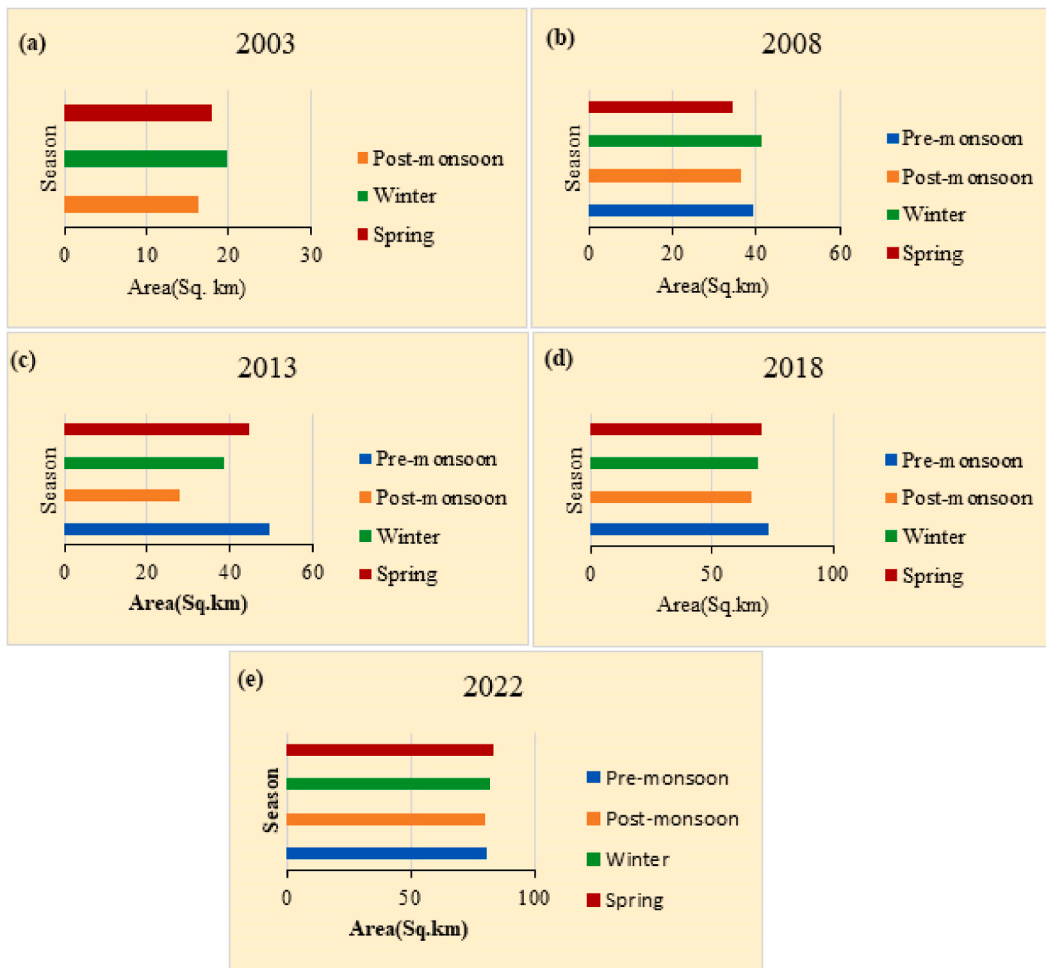 (a)
2003
Season
Post-monsoon
Winter
Spring
0 10 20 30
Area(Sq. km)
(b)
2008
Season
Pre-monsoon
Post-monsoon
Winter
Spring
0 20 40 60
Area(Sq.km)
(c)
2013
Season
Pre-monsoon
Post-monsoon
Winter
Spring
0 20 40 60
Area(Sq.km)
(d)
2018
Season
Pre-monsoon
Post-monsoon
Winter
Spring
0 50 100
Area(Sq.km)
(e)
2022
Season
Pre-monsoon
Post-monsoon
Winter
Spring
0 50 100
Area(Sq.km)